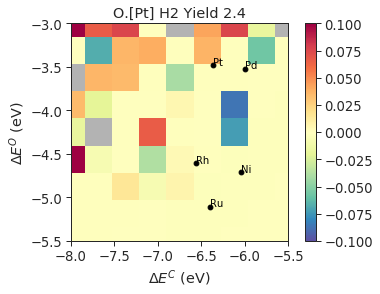 O.[Pt] H2 Yield 2.4
ΔE^O (eV)
−3.0
−3.5
−4.0
−4.5
−5.0
−5.5
Pt
Pd
Rh
Ni
Ru
−8.0 −7.5 −7.0 −6.5 −6.0 −5.5
ΔE^C (eV)
0.100
0.075
0.050
0.025
0.000
−0.025
−0.050
−0.075
−0.100